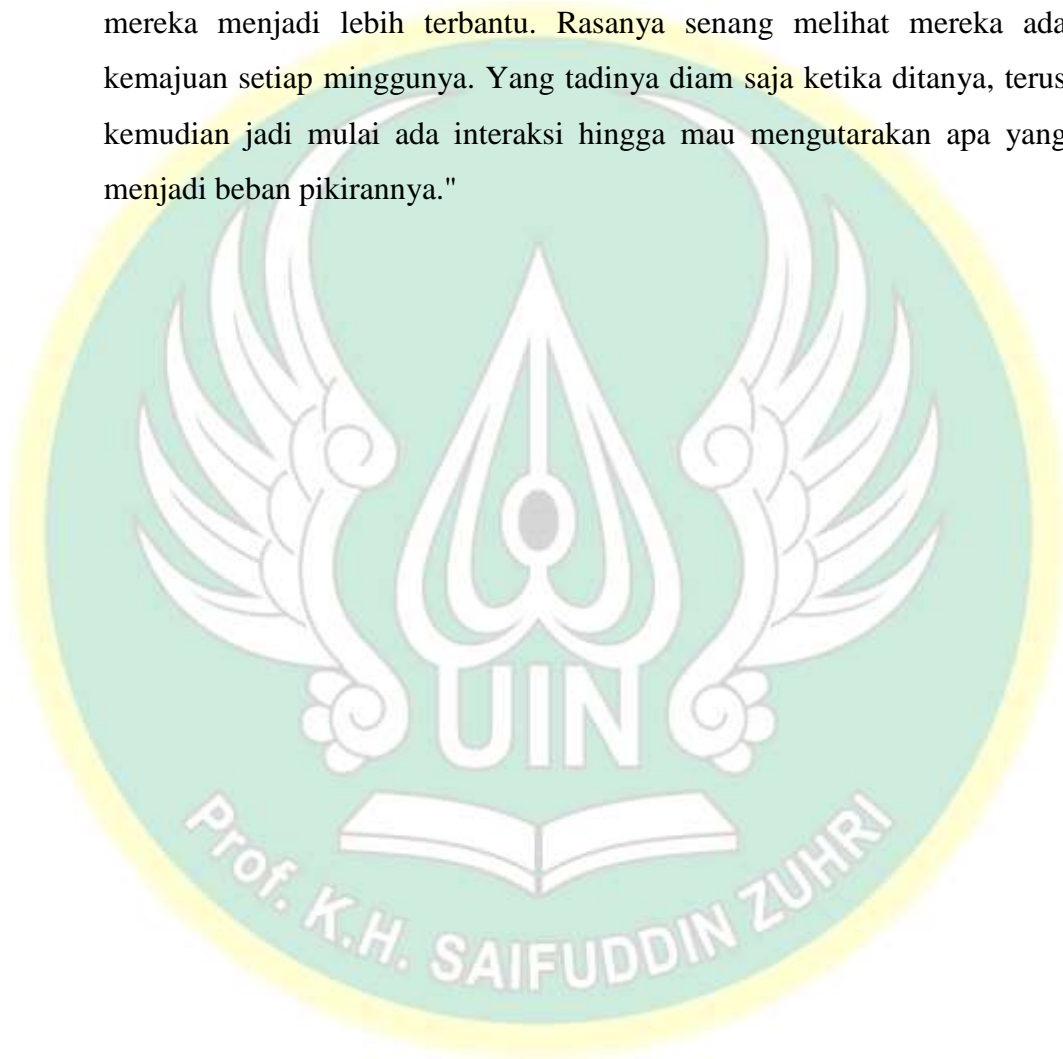 mereka menjadi lebih terbantu. Rasanya senang melihat mereka ada
kemajuan setiap minggunya. Yang tadinya diam saja ketika ditanya, terus
kemudian jadi mulai ada interaksi hingga mau mengutarakan apa yang
menjadi beban pikirannya."
UIN
Prof. K.H. SAIFUDDIN ZUHRI